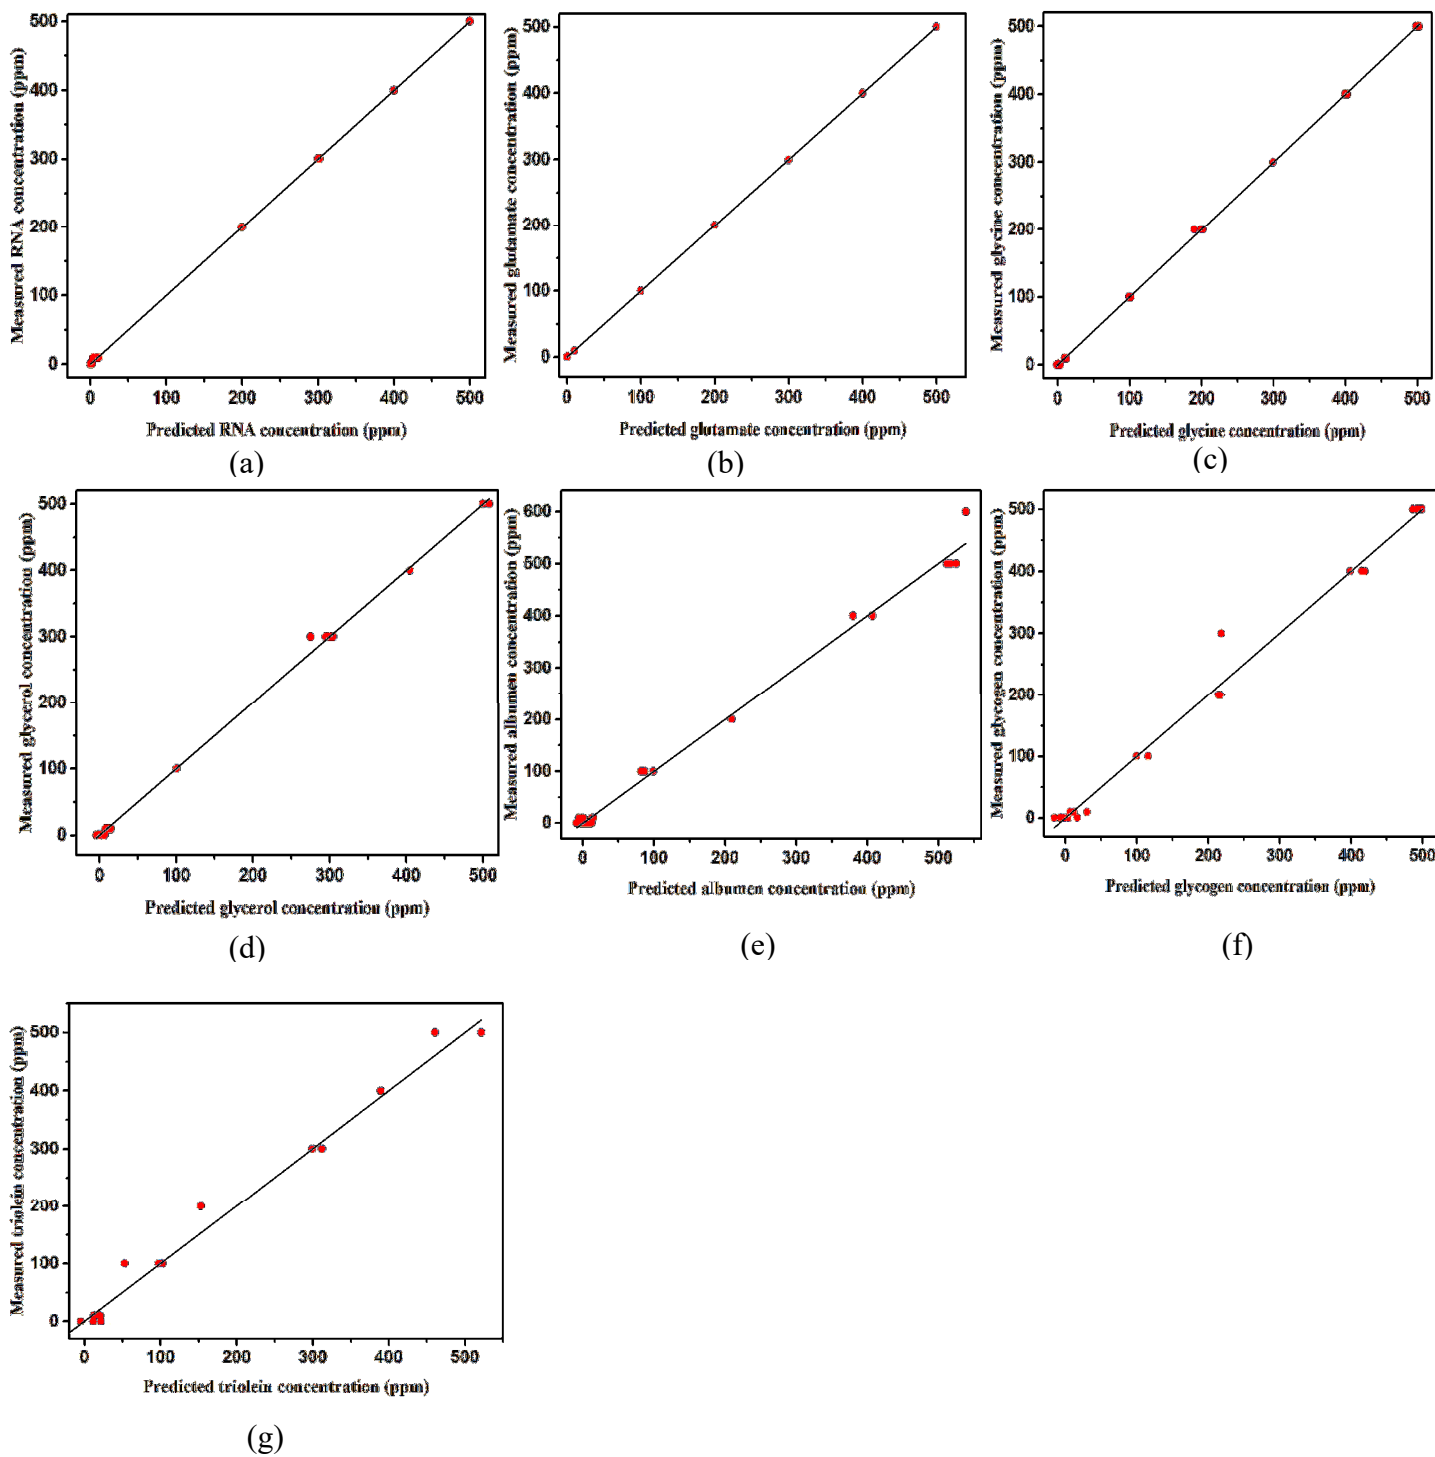 Measured RNA concentration (ppm)
500
400
300
200
100
0
0 100 200 300 400 500
Predicted RNA concentration (ppm)
(a)
Measured glutamate concentration (ppm)
500
400
300
200
100
0
0 100 200 300 400 500
Predicted glutamate concentration (ppm)
(b)
Measured glycine concentration (ppm)
500
400
300
200
100
0
0 100 200 300 400 500
Predicted glycine concentration (ppm)
(c)
Measured glycerol concentration (ppm)
500
400
300
200
100
0
0 100 200 300 400 500
Predicted glycerol concentration (ppm)
(d)
Measured albumen concentration (ppm)
600
500
400
300
200
100
0
0 100 200 300 400 500
Predicted albumen concentration (ppm)
(e)
Measured glycogen concentration (ppm)
500
400
300
200
100
0
0 100 200 300 400 500
Predicted glycogen concentration (ppm)
(f)
Measured triolein concentration (ppm)
500
400
300
200
100
0
0 100 200 300 400 500
Predicted triolein concentration (ppm)
(g)